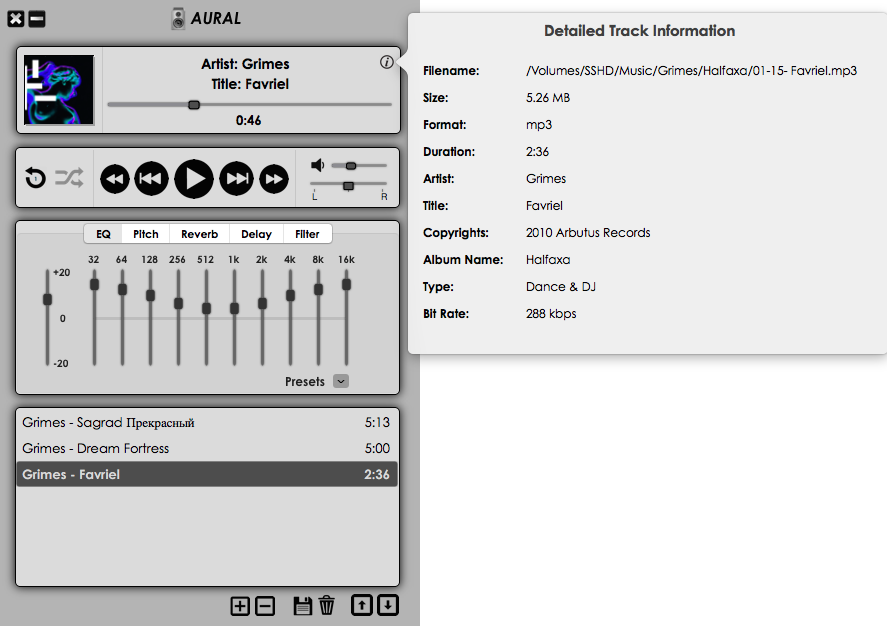 AURAL
Artist: Grimes
Title: Favriel
0:46
1
L R
EQ Pitch Reverb Delay Filter
32 64 128 256 512 1k 2k 4k 8k 16k
+20
0
-20
Presets
Grimes - Sagrad Прекрасный 5:13
Grimes - Dream Fortress 5:00
Grimes - Favriel 2:36
Detailed Track Information
Filename: /Volumes/SSHD/Music/Grimes/Halfaxa/01-15- Favriel.mp3
Size: 5.26 MB
Format: mp3
Duration: 2:36
Artist: Grimes
Title: Favriel
Copyrights: 2010 Arbutus Records
Album Name: Halfaxa
Type: Dance & DJ
Bit Rate: 288 kbps